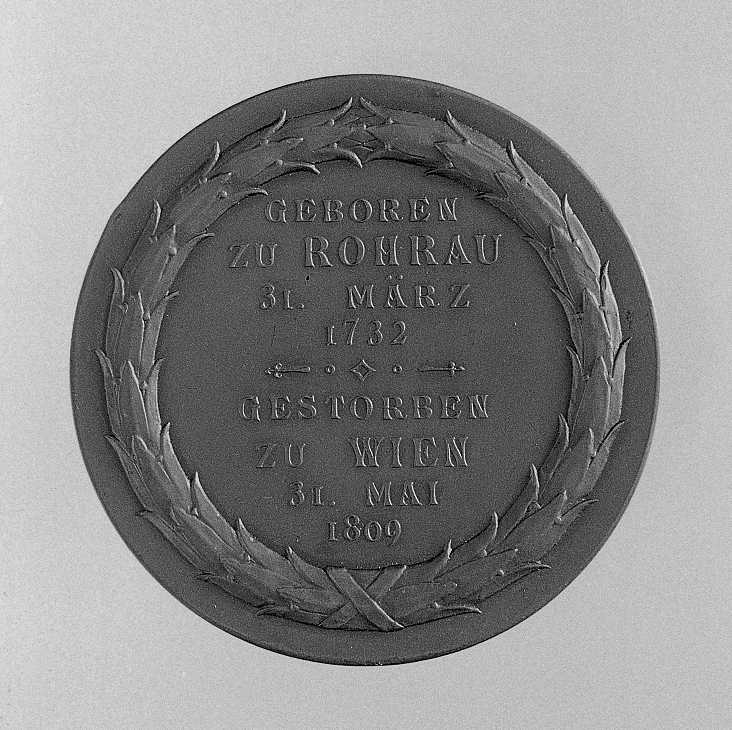 GEBOREN
ZU ROHRAU
31. MÄRZ
1732
GESTORBEN
ZU WIEN
31. MAI
1809